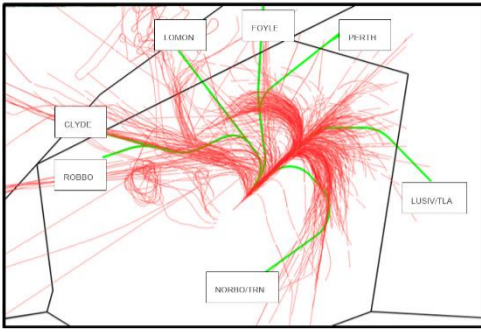 FOYLE
LOMON
PERTH
CLYDE
ROBBO
LUSIV/TLA
NORBO/TRN